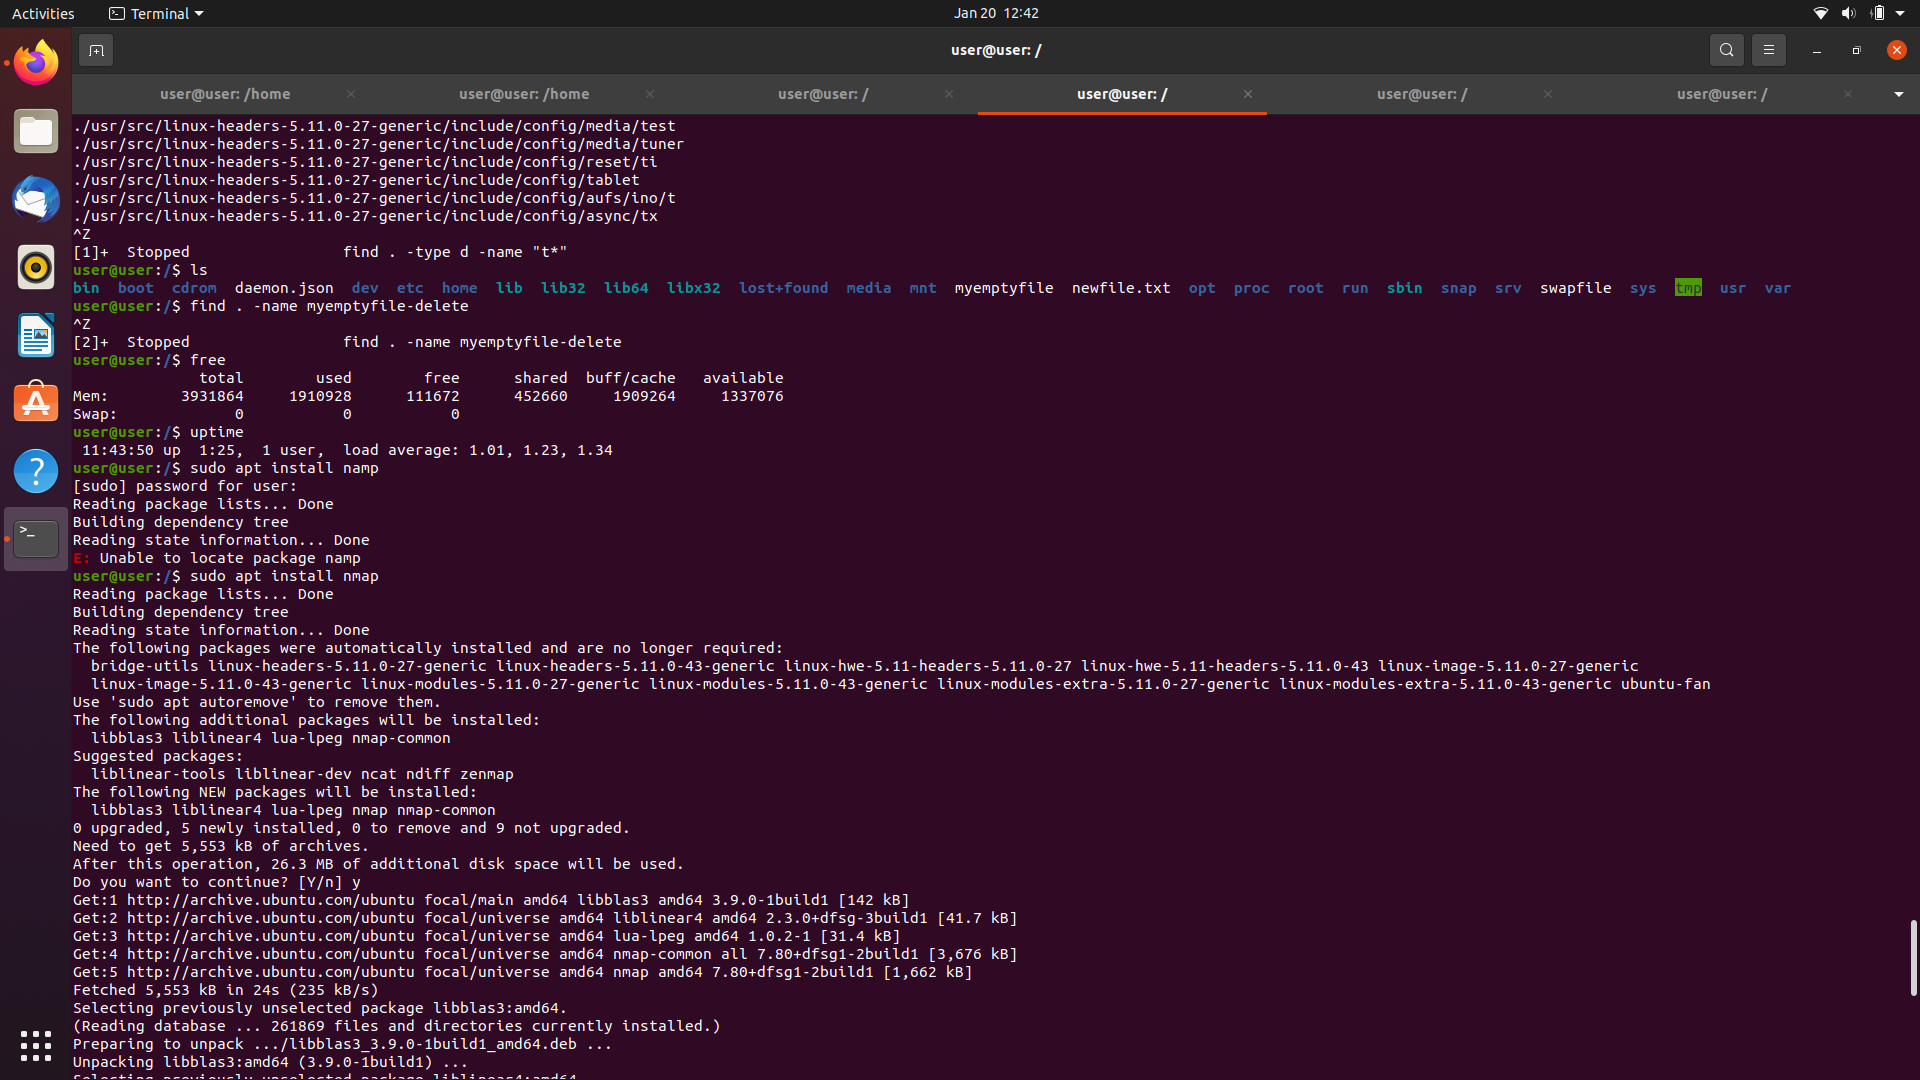 Activities
Terminal
Jan 20 12:42
user@user: /
user@user: /home
user@user: /home
user@user: /
user@user: /
user@user: /
user@user: /
./usr/src/linux-headers-5.11.0-27-generic/include/config/media/test
./usr/src/linux-headers-5.11.0-27-generic/include/config/media/tuner
./usr/src/linux-headers-5.11.0-27-generic/include/config/reset/ti
./usr/src/linux-headers-5.11.0-27-generic/include/config/tablet
./usr/src/linux-headers-5.11.0-27-generic/include/config/aufs/ino/t
./usr/src/linux-headers-5.11.0-27-generic/include/config/async/tx
^Z
[1]+  Stopped                 find . -type d -name "t*"
user@user:/$ ls
bin  boot  cdrom  daemon.json  dev  etc  home  lib  lib32  lib64  libx32  lost+found  media  mnt  myemptyfile  newfile.txt  opt  proc  root  run  sbin  snap  srv  swapfile  sys  tmp  usr  var
user@user:/$ find . -name myemptyfile-delete
^Z
[2]+  Stopped                 find . -name myemptyfile-delete
user@user:/$ free
              total        used        free      shared  buff/cache   available
Mem:        3931864     1910928      111672      452660     1909264     1337076
Swap:             0           0           0
user@user:/$ uptime
 11:43:50 up  1:25,  1 user,  load average: 1.01, 1.23, 1.34
user@user:/$ sudo apt install namp
[sudo] password for user:
Reading package lists... Done
Building dependency tree
Reading state information... Done
E: Unable to locate package namp
user@user:/$ sudo apt install nmap
Reading package lists... Done
Building dependency tree
Reading state information... Done
The following packages were automatically installed and are no longer required:
  bridge-utils linux-headers-5.11.0-27-generic linux-headers-5.11.0-43-generic linux-hwe-5.11-headers-5.11.0-27 linux-hwe-5.11-headers-5.11.0-43 linux-image-5.11.0-27-generic
  linux-image-5.11.0-43-generic linux-modules-5.11.0-27-generic linux-modules-5.11.0-43-generic linux-modules-extra-5.11.0-27-generic linux-modules-extra-5.11.0-43-generic ubuntu-fan
Use 'sudo apt autoremove' to remove them.
The following additional packages will be installed:
  libblas3 liblinear4 lua-lpeg nmap-common
Suggested packages:
  liblinear-tools liblinear-dev ncat ndiff zenmap
The following NEW packages will be installed:
  libblas3 liblinear4 lua-lpeg nmap nmap-common
0 upgraded, 5 newly installed, 0 to remove and 9 not upgraded.
Need to get 5,553 kB of archives.
After this operation, 26.3 MB of additional disk space will be used.
Do you want to continue? [Y/n] y
Get:1 http://archive.ubuntu.com/ubuntu focal/main amd64 libblas3 amd64 3.9.0-1build1 [142 kB]
Get:2 http://archive.ubuntu.com/ubuntu focal/universe amd64 liblinear4 amd64 2.3.0+dfsg-3build1 [41.7 kB]
Get:3 http://archive.ubuntu.com/ubuntu focal/universe amd64 lua-lpeg amd64 1.0.2-1 [31.4 kB]
Get:4 http://archive.ubuntu.com/ubuntu focal/universe amd64 nmap-common all 7.80+dfsg1-2build1 [3,676 kB]
Get:5 http://archive.ubuntu.com/ubuntu focal/universe amd64 nmap amd64 7.80+dfsg1-2build1 [1,662 kB]
Fetched 5,553 kB in 24s (235 kB/s)
Selecting previously unselected package libblas3:amd64.
(Reading database ... 261869 files and directories currently installed.)
Preparing to unpack .../libblas3_3.9.0-1build1_amd64.deb ...
Unpacking libblas3:amd64 (3.9.0-1build1) ...
Selecting previously unselected package liblinear4:amd64.